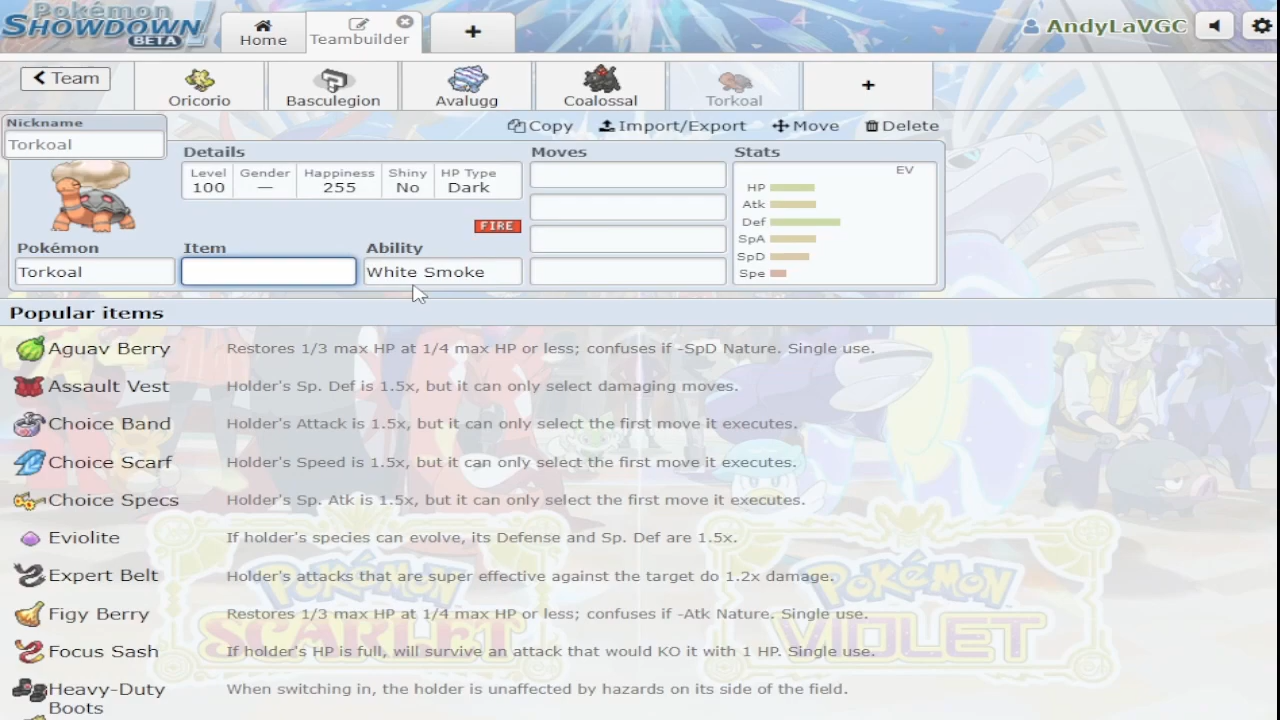 Pokémon
SHOWDOWN
BETA
Home
Teambuilder
+
AndyLaVGC
Team
Oricorio
Basculegion
Avalugg
Coalossal
Torkoal
+
Nickname
Torkoal
Copy
Import/Export
Move
Delete
Details
Moves
Stats
Level
Gender
Happiness
Shiny
HP Type
100
—
255
No
Dark
EV
HP
Atk
Def
SpA
SpD
Spe
FIRE
Pokémon
Item
Ability
Torkoal
White Smoke
Popular items
Aguav Berry Restores 1/3 max HP at 1/4 max HP or less; confuses if -SpD Nature. Single use.
Assault Vest Holder's Sp. Def is 1.5x, but it can only select damaging moves.
Choice Band Holder's Attack is 1.5x, but it can only select the first move it executes.
Choice Scarf Holder's Speed is 1.5x, but it can only select the first move it executes.
Choice Specs Holder's Sp. Atk is 1.5x, but it can only select the first move it executes.
Eviolite If holder's species can evolve, its Defense and Sp. Def are 1.5x.
Expert Belt Holder's attacks that are super effective against the target do 1.2x damage.
Figy Berry Restores 1/3 max HP at 1/4 max HP or less; confuses if -Atk Nature. Single use.
Focus Sash If holder's HP is full, will survive an attack that would KO it with 1 HP. Single use.
Heavy-Duty When switching in, the holder is unaffected by hazards on its side of the field.
Boots
POKÉMON
SCARLET
POKÉMON
VIOLET